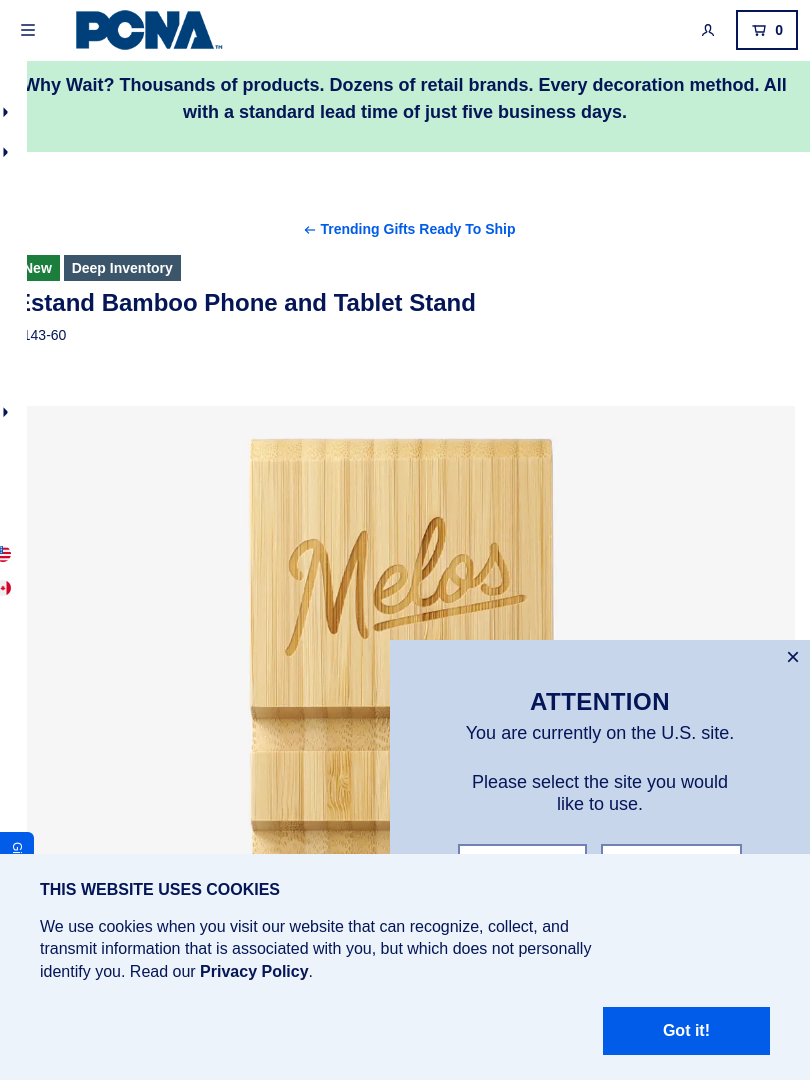 PCNA™
0
Why Wait? Thousands of products. Dozens of retail brands. Every decoration method. All
with a standard lead time of just five business days.
Trending Gifts Ready To Ship
New Deep Inventory
Estand Bamboo Phone and Tablet Stand
143-60
Melos
ATTENTION
You are currently on the U.S. site.
Please select the site you would
like to use.
THIS WEBSITE USES COOKIES
We use cookies when you visit our website that can recognize, collect, and
transmit information that is associated with you, but which does not personally
identify you. Read our Privacy Policy.
Got it!